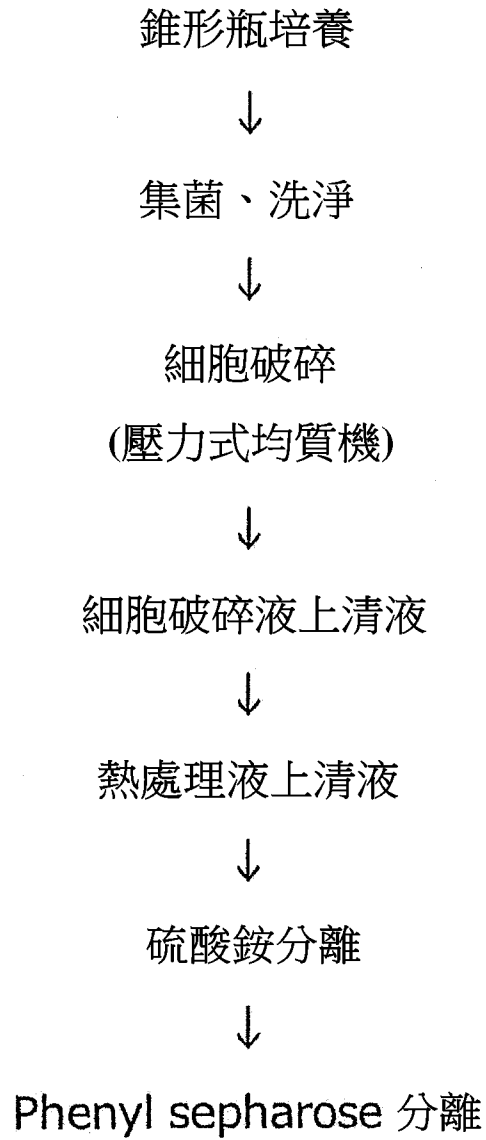 錐形瓶培養
↓
集菌、洗淨
↓
細胞破碎
(壓力式均質機)
↓
細胞破碎液上清液
↓
熱處理液上清液
↓
硫酸銨分離
↓
Phenyl sepharose 分離